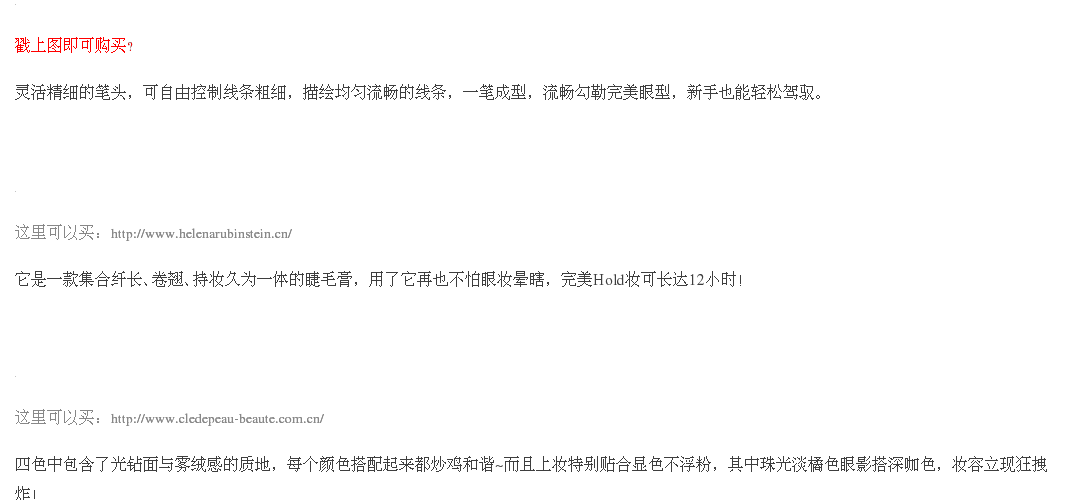 戳上图即可购买?
灵活精细的笔头，可自由控制线条粗细，描绘均匀流畅的线条，一笔成型，流畅勾勒完美眼型，新手也能轻松驾驭。
这里可以买：http://www.helenarubinstein.cn/
它是一款集合纤长、卷翘、持妆久为一体的睫毛膏，用了它再也不怕眼妆晕瞎，完美Hold妆可长达12小时！
这里可以买：http://www.cledepeau-beaute.com.cn/
四色中包含了光钻面与雾绒感的质地，每个颜色搭配起来都炒鸡和谐~而且上妆特别贴合显色不浮粉，其中珠光淡橘色眼影搭深咖色，妆容立现狂拽
炸！